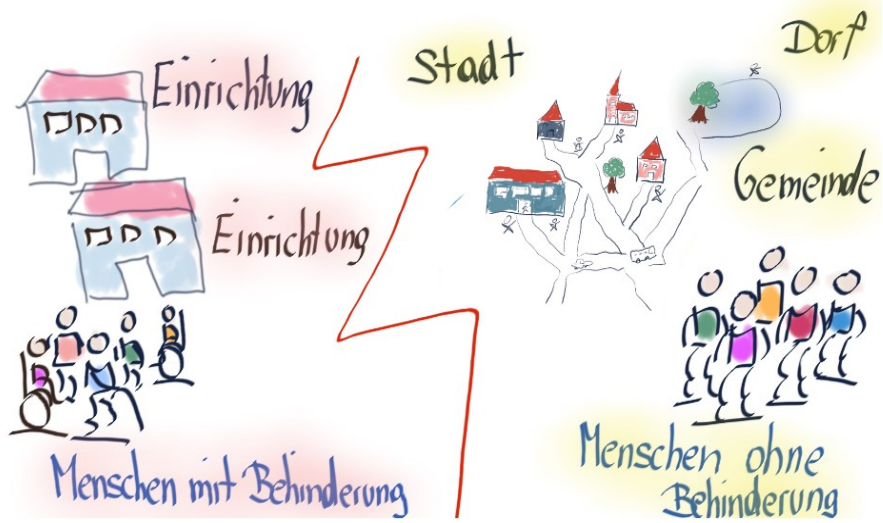 Einrichtung
Einrichtung
Menschen mit Behinderung
Stadt
Dorf
Gemeinde
Menschen ohne
Behinderung